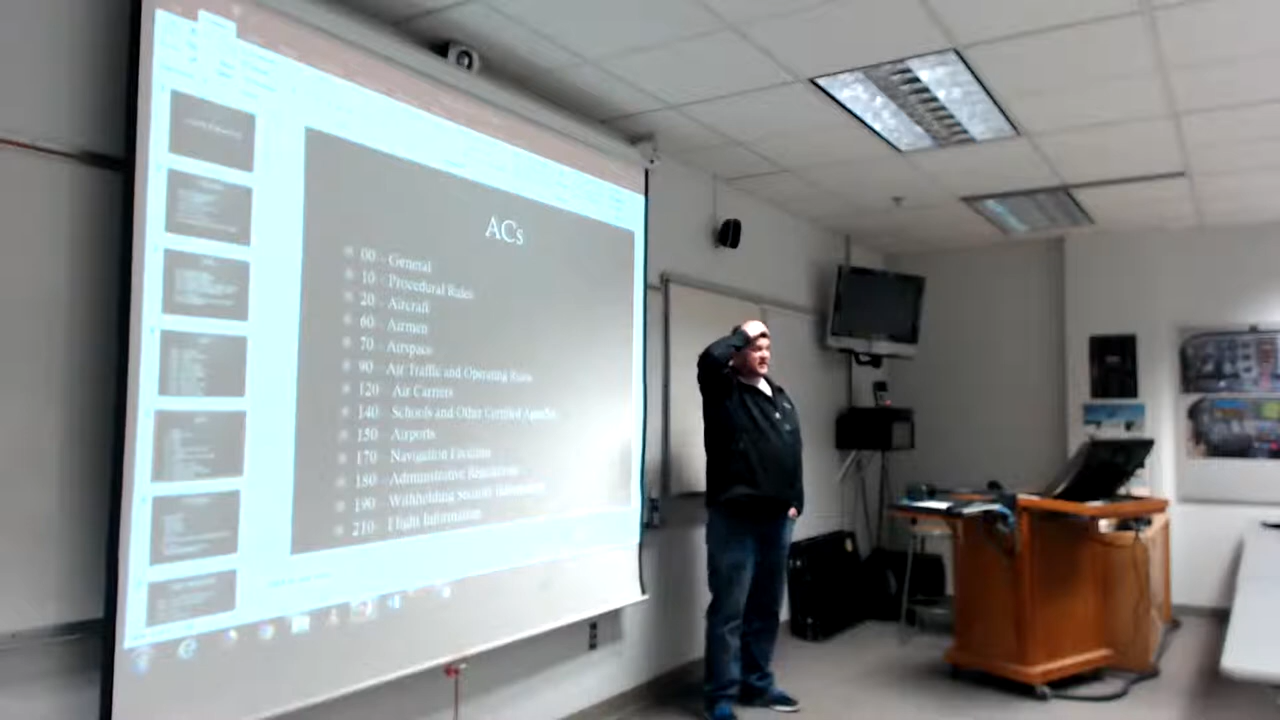 ACs
00 - General
10 - Procedural Rules
20 - Aircraft
60 - Airmen
70 - Airspace
90 - Air Traffic and Operating Rules
120 - Air Carriers
140 - Schools and Other Certified Agencies
150 - Airports
170 - Navigation Facilities
180 - Administrative Regulations
190 - Withholding Security Information
210 - Flight Information